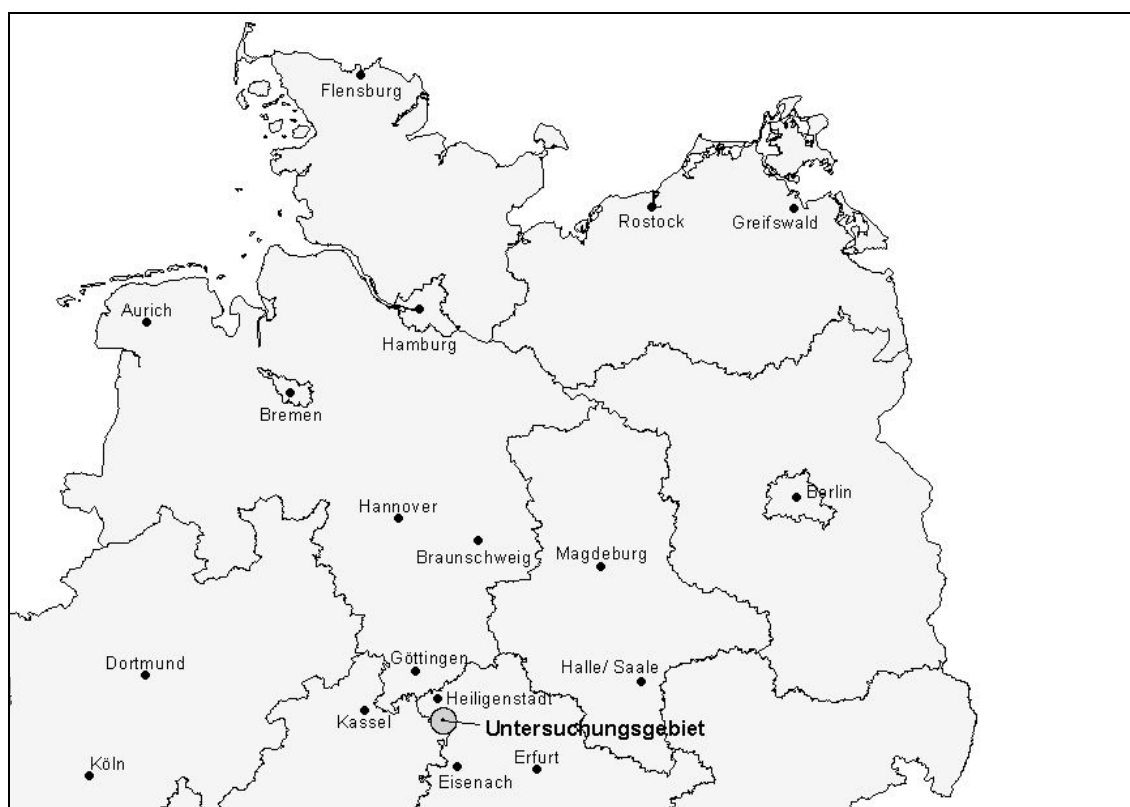 Flensburg
Rostock
Greifswald
Aurich
Hamburg
Bremen
Berlin
Hannover
Braunschweig
Magdeburg
Dortmund
Göttingen
Halle/ Saale
Heiligenstadt
Kassel
Untersuchungsgebiet
Köln
Erfurt
Eisenach